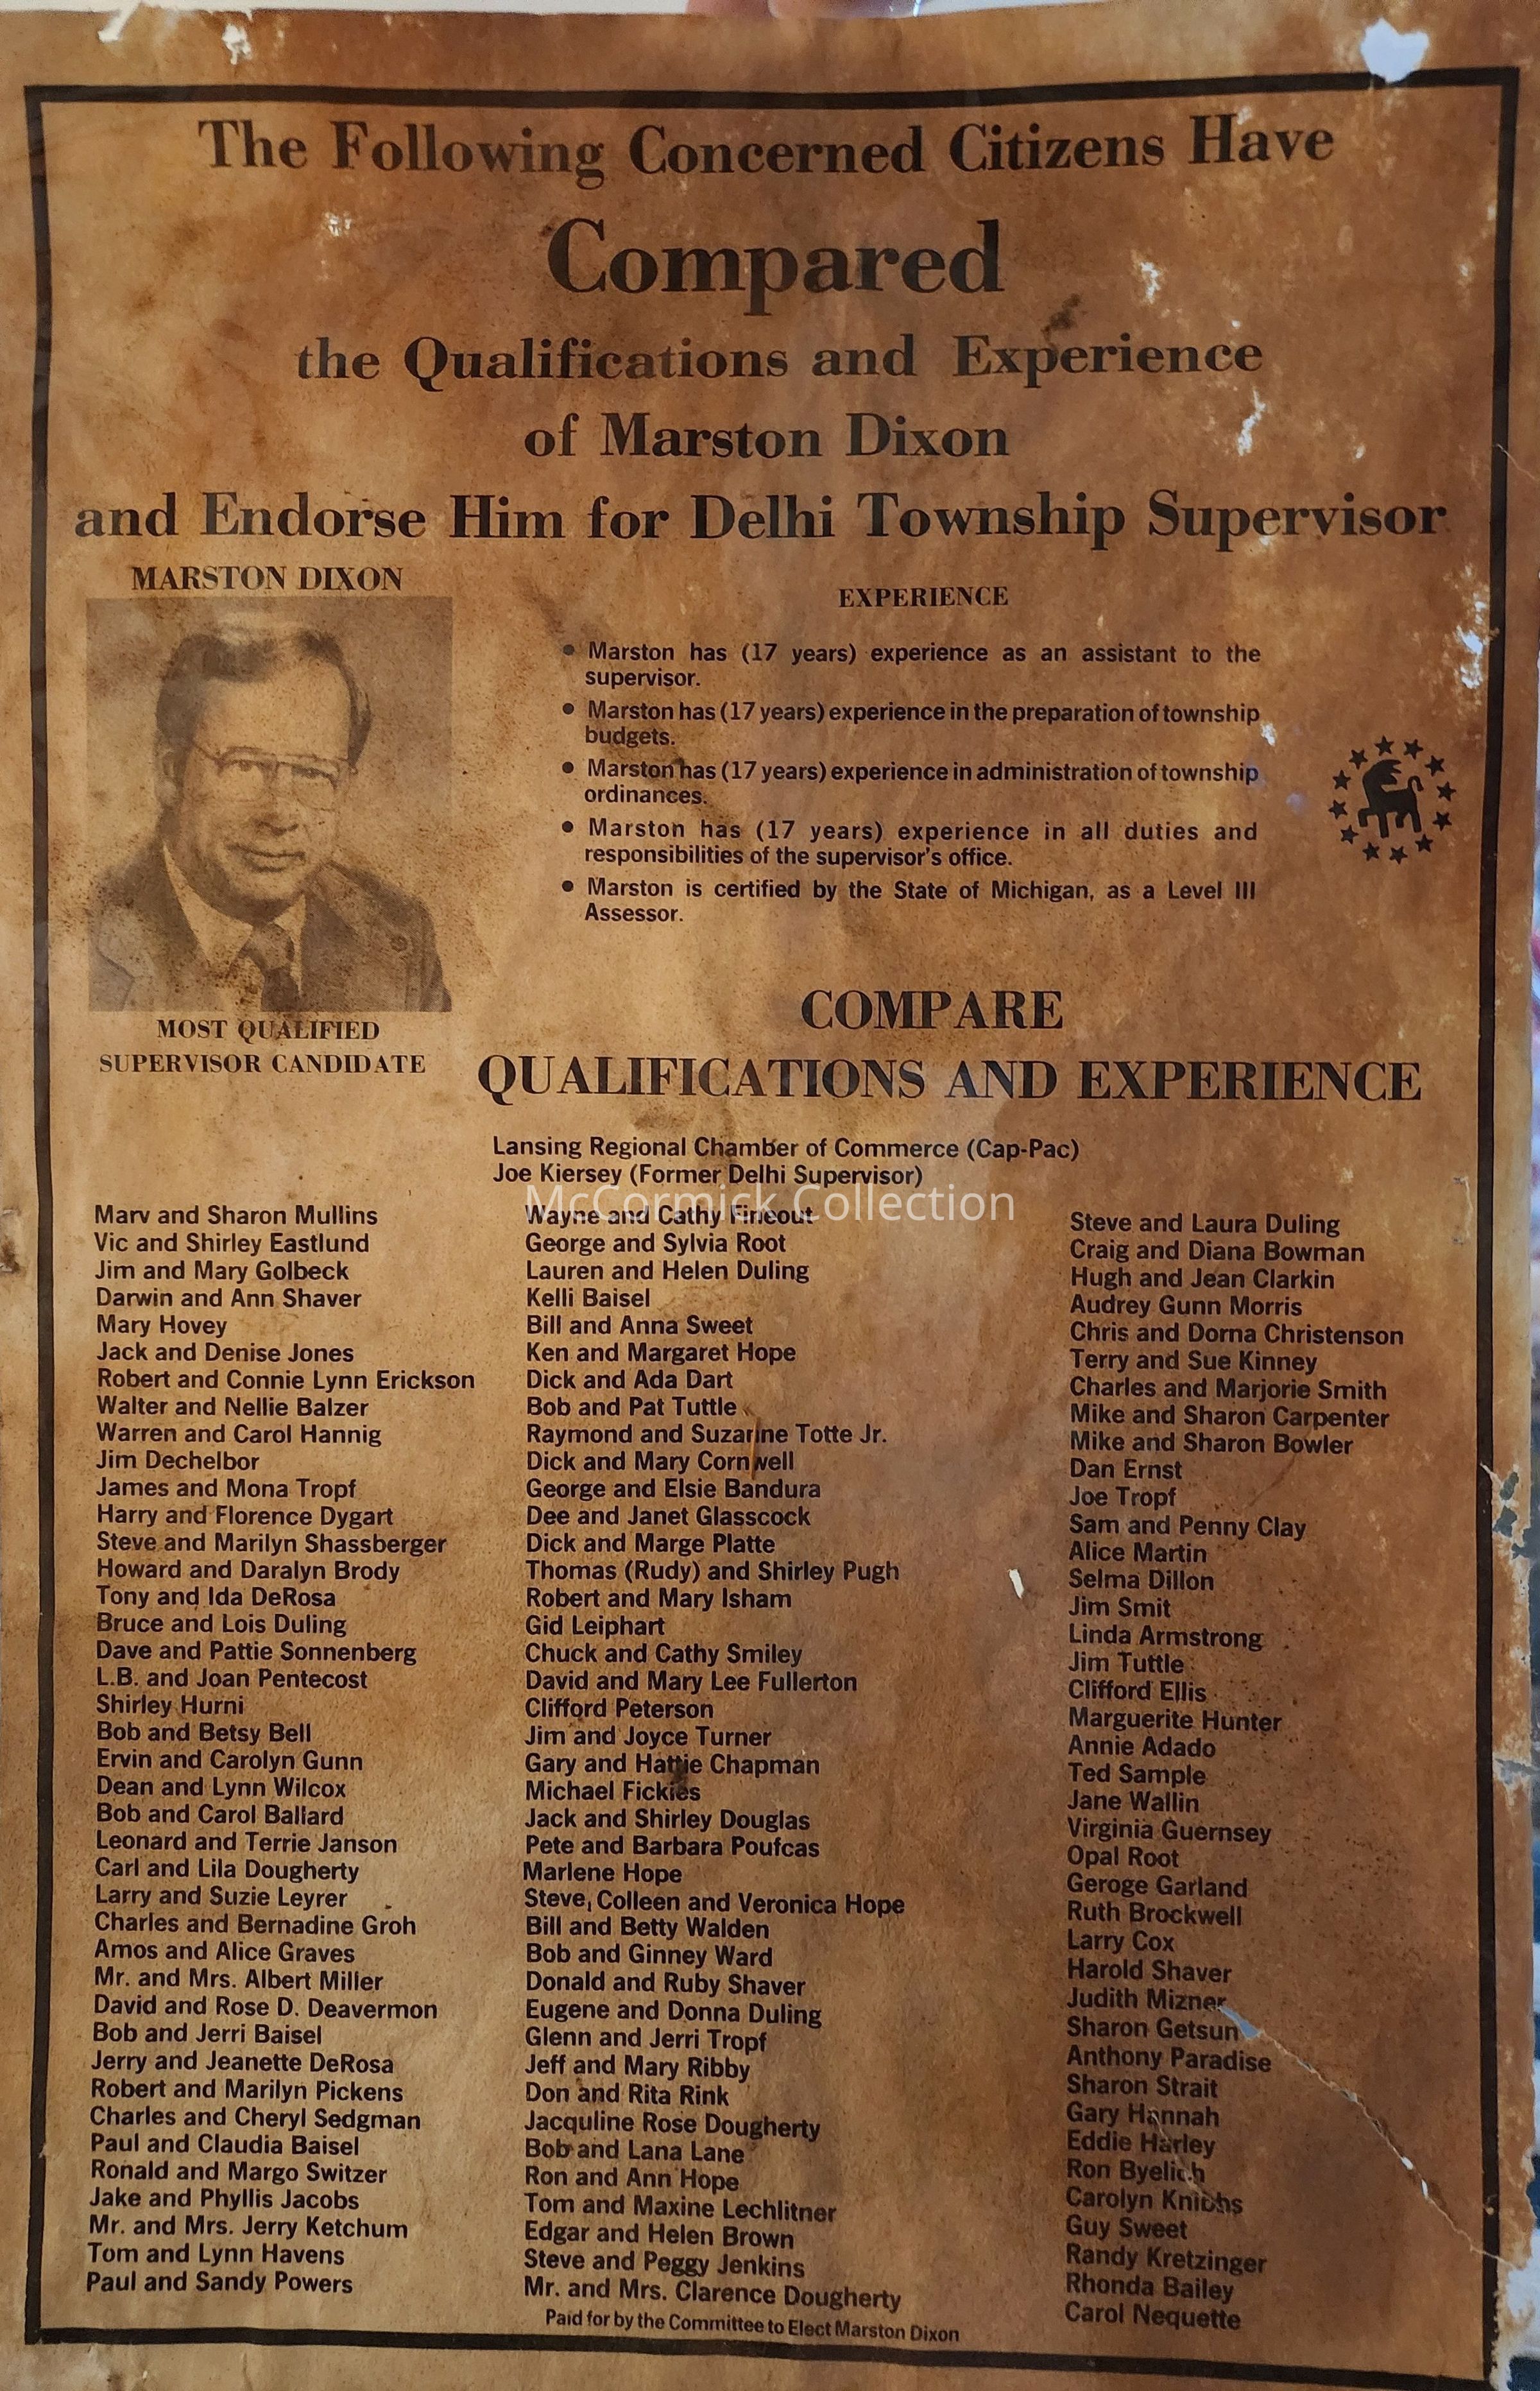 The Following Concerned Citizens Have
Compared
the Qualifications and Experience
of Marston Dixon
and Endorse Him for Delhi Township Supervisor
MARSTON DIXON
MOST QUALIFIED
SUPERVISOR CANDIDATE
EXPERIENCE
• Marston has (17 years) experience as an assistant to the
supervisor.
• Marston has (17 years) experience in the preparation of township
budgets.
• Marston has (17 years) experience in administration of township
ordinances.
• Marston has (17 years) experience in all duties and
responsibilities of the supervisor's office.
• Marston is certified by the State of Michigan, as a Level III
Assessor.
COMPARE
QUALIFICATIONS AND EXPERIENCE
Lansing Regional Chamber of Commerce (Cap-Pac)
Joe Kiersey (Former Delhi Supervisor)
McCormick Collection
Marv and Sharon Mullins
Vic and Shirley Eastlund
Jim and Mary Golbeck
Darwin and Ann Shaver
Mary Hovey
Jack and Denise Jones
Robert and Connie Lynn Erickson
Walter and Nellie Balzer
Warren and Carol Hannig
Jim Dechelbor
James and Mona Tropf
Harry and Florence Dygart
Steve and Marilyn Shassberger
Howard and Daralyn Brody
Tony and Ida DeRosa
Bruce and Lois Duling
Dave and Pattie Sonnenberg
L.B. and Joan Pentecost
Shirley Hurni
Bob and Betsy Bell
Ervin and Carolyn Gunn
Dean and Lynn Wilcox
Bob and Carol Ballard
Leonard and Terrie Janson
Carl and Lila Dougherty
Larry and Suzie Leyrer
Charles and Bernadine Groh
Amos and Alice Graves
Mr. and Mrs. Albert Miller
David and Rose D. Deavermon
Bob and Jerri Baisel
Jerry and Jeanette DeRosa
Robert and Marilyn Pickens
Charles and Cheryl Sedgman
Paul and Claudia Baisel
Ronald and Margo Switzer
Jake and Phyllis Jacobs
Mr. and Mrs. Jerry Ketchum
Tom and Lynn Havens
Paul and Sandy Powers
Wayne and Cathy Fineout
George and Sylvia Root
Lauren and Helen Duling
Kelli Baisel
Bill and Anna Sweet
Ken and Margaret Hope
Dick and Ada Dart
Bob and Pat Tuttle
Raymond and Suzanne Totte Jr.
Dick and Mary Cornwell
George and Elsie Bandura
Dee and Janet Glasscock
Dick and Marge Platte
Thomas (Rudy) and Shirley Pugh
Robert and Mary Isham
Gid Leiphart
Chuck and Cathy Smiley
David and Mary Lee Fullerton
Clifford Peterson
Jim and Joyce Turner
Gary and Hattie Chapman
Michael Fickies
Jack and Shirley Douglas
Pete and Barbara Poufcas
Marlene Hope
Steve, Colleen and Veronica Hope
Bill and Betty Walden
Bob and Ginney Ward
Donald and Ruby Shaver
Eugene and Donna Duling
Glenn and Jerri Tropf
Jeff and Mary Ribby
Don and Rita Rink
Jacquline Rose Dougherty
Bob and Lana Lane
Ron and Ann Hope
Tom and Maxine Lechlitner
Edgar and Helen Brown
Steve and Peggy Jenkins
Mr. and Mrs. Clarence Dougherty
Steve and Laura Duling
Craig and Diana Bowman
Hugh and Jean Clarkin
Audrey Gunn Morris
Chris and Dorna Christenson
Terry and Sue Kinney
Charles and Marjorie Smith
Mike and Sharon Carpenter
Mike and Sharon Bowler
Dan Ernst
Joe Tropf
Sam and Penny Clay
Alice Martin
Selma Dillon
Jim Smit
Linda Armstrong
Jim Tuttle
Clifford Ellis
Marguerite Hunter
Annie Adado
Ted Sample
Jane Wallin
Virginia Guernsey
Opal Root
Geroge Garland
Ruth Brockwell
Larry Cox
Harold Shaver
Judith Mizner
Sharon Getsun
Anthony Paradise
Sharon Strait
Gary Hannah
Eddie Harley
Ron Byelich
Carolyn Knibhs
Guy Sweet
Randy Kretzinger
Rhonda Bailey
Carol Nequette
Paid for by the Committee to Elect Marston Dixon